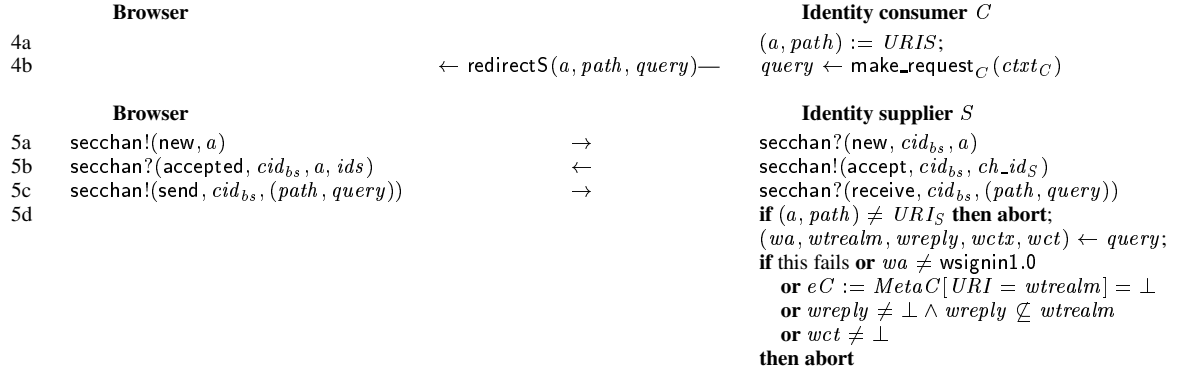 Browser Identity consumer C
4a (a, path) := URIS;
4b ← redirectS(a, path, query)— query ← make_request_C(ctxt_C)
Browser Identity supplier S
5a secchan!(new, a) → secchan?(new, cid_bs, a)
5b secchan?(accepted, cid_bs, a, ids) ← secchan!(accept, cid_bs, ch_id_S)
5c secchan!(send, cid_bs, (path, query)) → secchan?(receive, cid_bs, (path, query))
5d if (a, path) ≠ URI_S then abort;
(wa, wtrealm, wreply, wctx, wct) ← query;
if this fails or wa ≠ wsignin1.0
or eC := MetaC[URI = wtrealm] = ⊥
or wreply ≠ ⊥ ∧ wreply ⊈ wtrealm
or wct ≠ ⊥
then abort